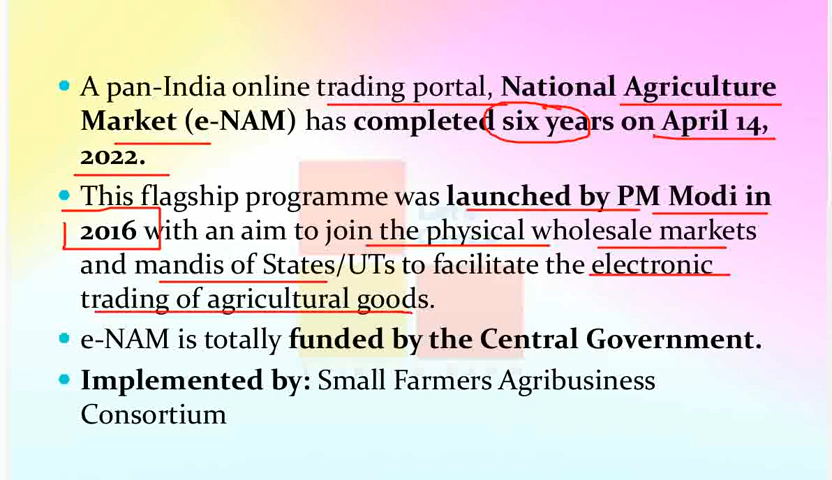 A pan-India online trading portal, National Agriculture
Market (e-NAM) has completed six years on April 14,
2022.
This flagship programme was launched by PM Modi in
2016 with an aim to join the physical wholesale markets
and mandis of States/UTs to facilitate the electronic
trading of agricultural goods.
e-NAM is totally funded by the Central Government.
Implemented by: Small Farmers Agribusiness
Consortium